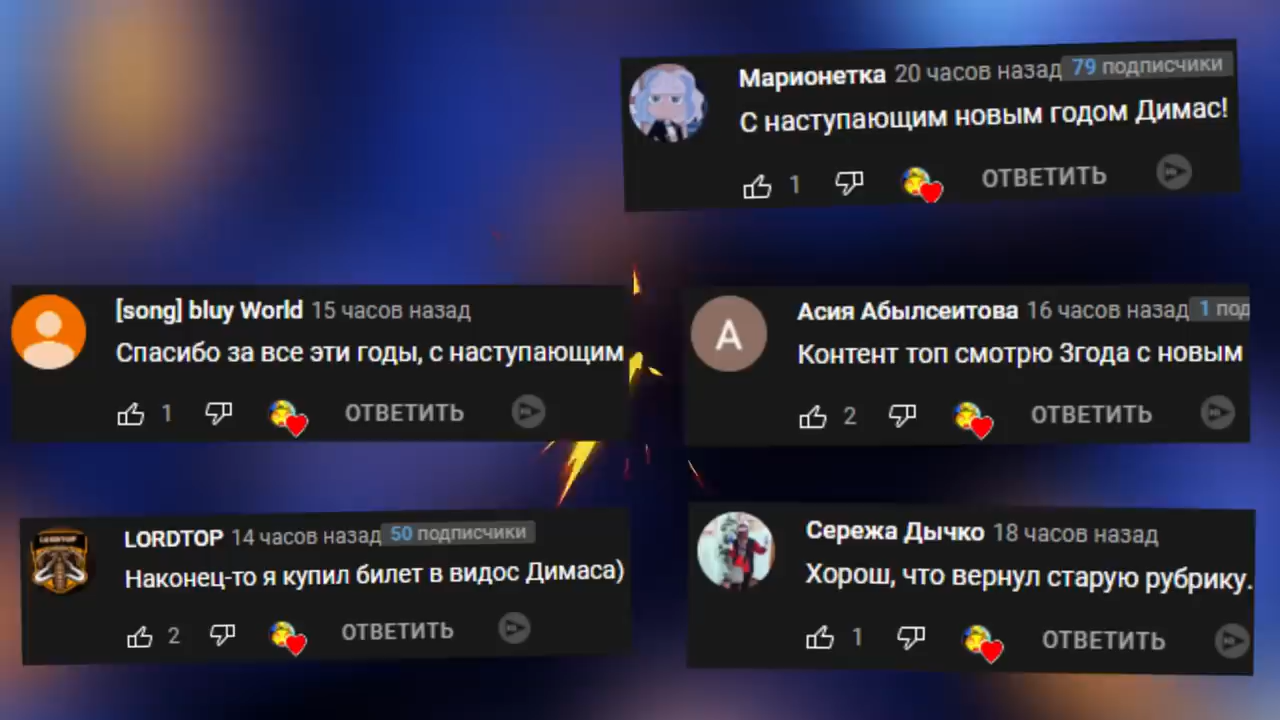 Марионетка 20 часов назад 79 подписчики
С наступающим новым годом Димас!
1 ОТВЕТИТЬ
[song] bluy World 15 часов назад
Спасибо за все эти годы, с наступающим
1 ОТВЕТИТЬ
Асия Абылсеитова 16 часов назад 1 под
Контент топ смотрю 3года с новым
A
2 ОТВЕТИТЬ
LORDTOP 14 часов назад 50 подписчики
Наконец-то я купил билет в видос Димаса)
2 ОТВЕТИТЬ
Сережа Дычко 18 часов назад
Хорош, что вернул старую рубрику.
1 ОТВЕТИТЬ